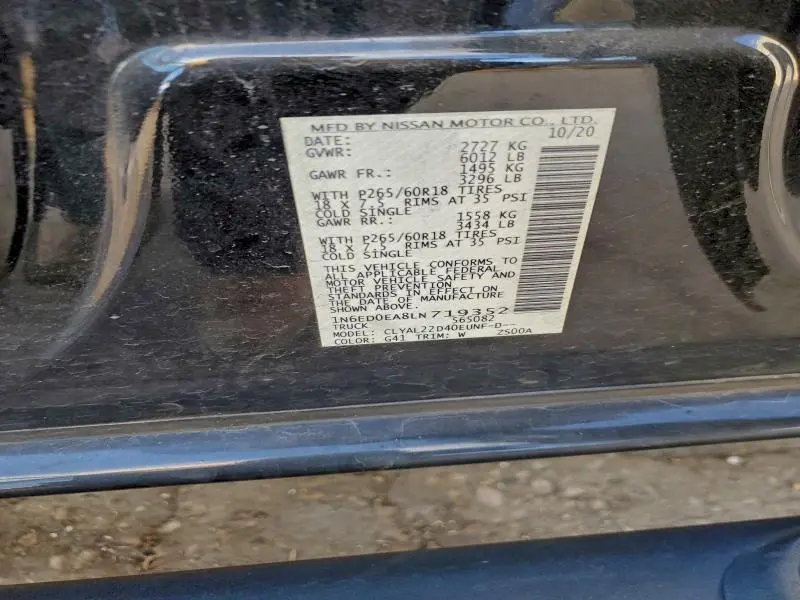 MFD BY NISSAN MOTOR CO., LTD.
DATE: 10/20
GVWR: 2727 KG
6012 LB
GAWR FR.: 1495 KG
3296 LB
WITH P265/60R18 TIRES
18 X 7.5 RIMS AT 35 PSI
COLD SINGLE
GAWR RR.: 1558 KG
3434 LB
WITH P265/60R18 TIRES
18 X 7.5 RIMS AT 35 PSI
COLD SINGLE
THIS VEHICLE CONFORMS TO
ALL APPLICABLE FEDERAL
MOTOR VEHICLE SAFETY AND
THEFT PREVENTION
STANDARDS IN EFFECT ON
THE DATE OF MANUFACTURE
SHOWN ABOVE.
1N6ED0EA8LN719352
TRUCK 565082
MODEL: CLYAL22D40EUNF-D--
COLOR: G41 TRIM: W ZS00A